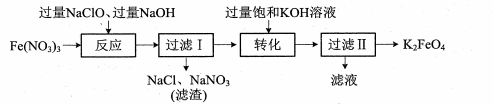 过量NaClO、过量NaOH
过量饱和KOH溶液
Fe(NO₃)₃
反应
过滤Ⅰ
转化
过滤Ⅱ
K₂FeO₄
NaCl、NaNO₃
(滤渣)
滤液